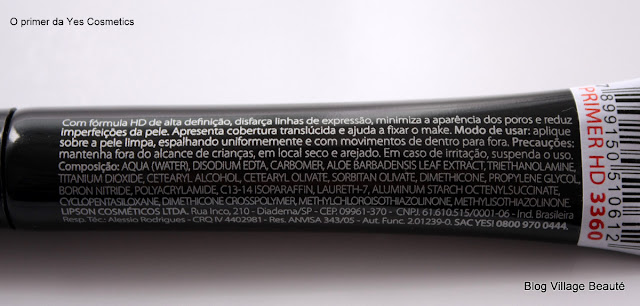 O primer da Yes Cosmetics
Com fórmula HD de alta definição, disfarça linhas de expressão, minimiza a aparência dos poros e reduz
imperfeições da pele. Apresenta cobertura translúcida e ajuda a fixar o make. Modo de usar: aplique
sobre a pele limpa, espalhando uniformemente e com movimentos de dentro para fora. Precauções:
mantenha fora do alcance de crianças, em local seco e arejado. Em caso de irritação, suspenda o uso.
Composição: AQUA (WATER), DISODIUM EDTA, CARBOMER, ALOE BARBADENSIS LEAF EXTRACT, TRIETHANOLAMINE,
TITANIUM DIOXIDE, CETEARYL ALCOHOL, CETEARYL OLIVATE, SORBITAN OLIVATE, DIMETHICONE, PROPYLENE GLYCOL,
BORON NITRIDE, POLYACRYLAMIDE, C13-14 ISOPARAFFIN, LAURETH-7, ALUMINUM STARCH OCTENYLSUCCINATE,
CYCLOPENTASILOXANE, DIMETHICONE CROSSPOLYMER, METHYLCHLOROISOTHIAZOLINONE, METHYLISOTHIAZOLINONE.
LIPSON COSMÉTICOS LTDA. Rua Inco, 210 - Diadema/SP - CEP. 09961-370 - CNPJ. 61.610.515/0001-06 - Ind. Brasileira
Resp. Téc.: Alessio Rodrigues - CRQ IV 4402981 - Res. ANVISA 343/05 - Aut. Func. 2.01239-0. SAC YES! 0800 970 0444.
PRIMER HD 3360
7891501510612
Blog Village Beauté